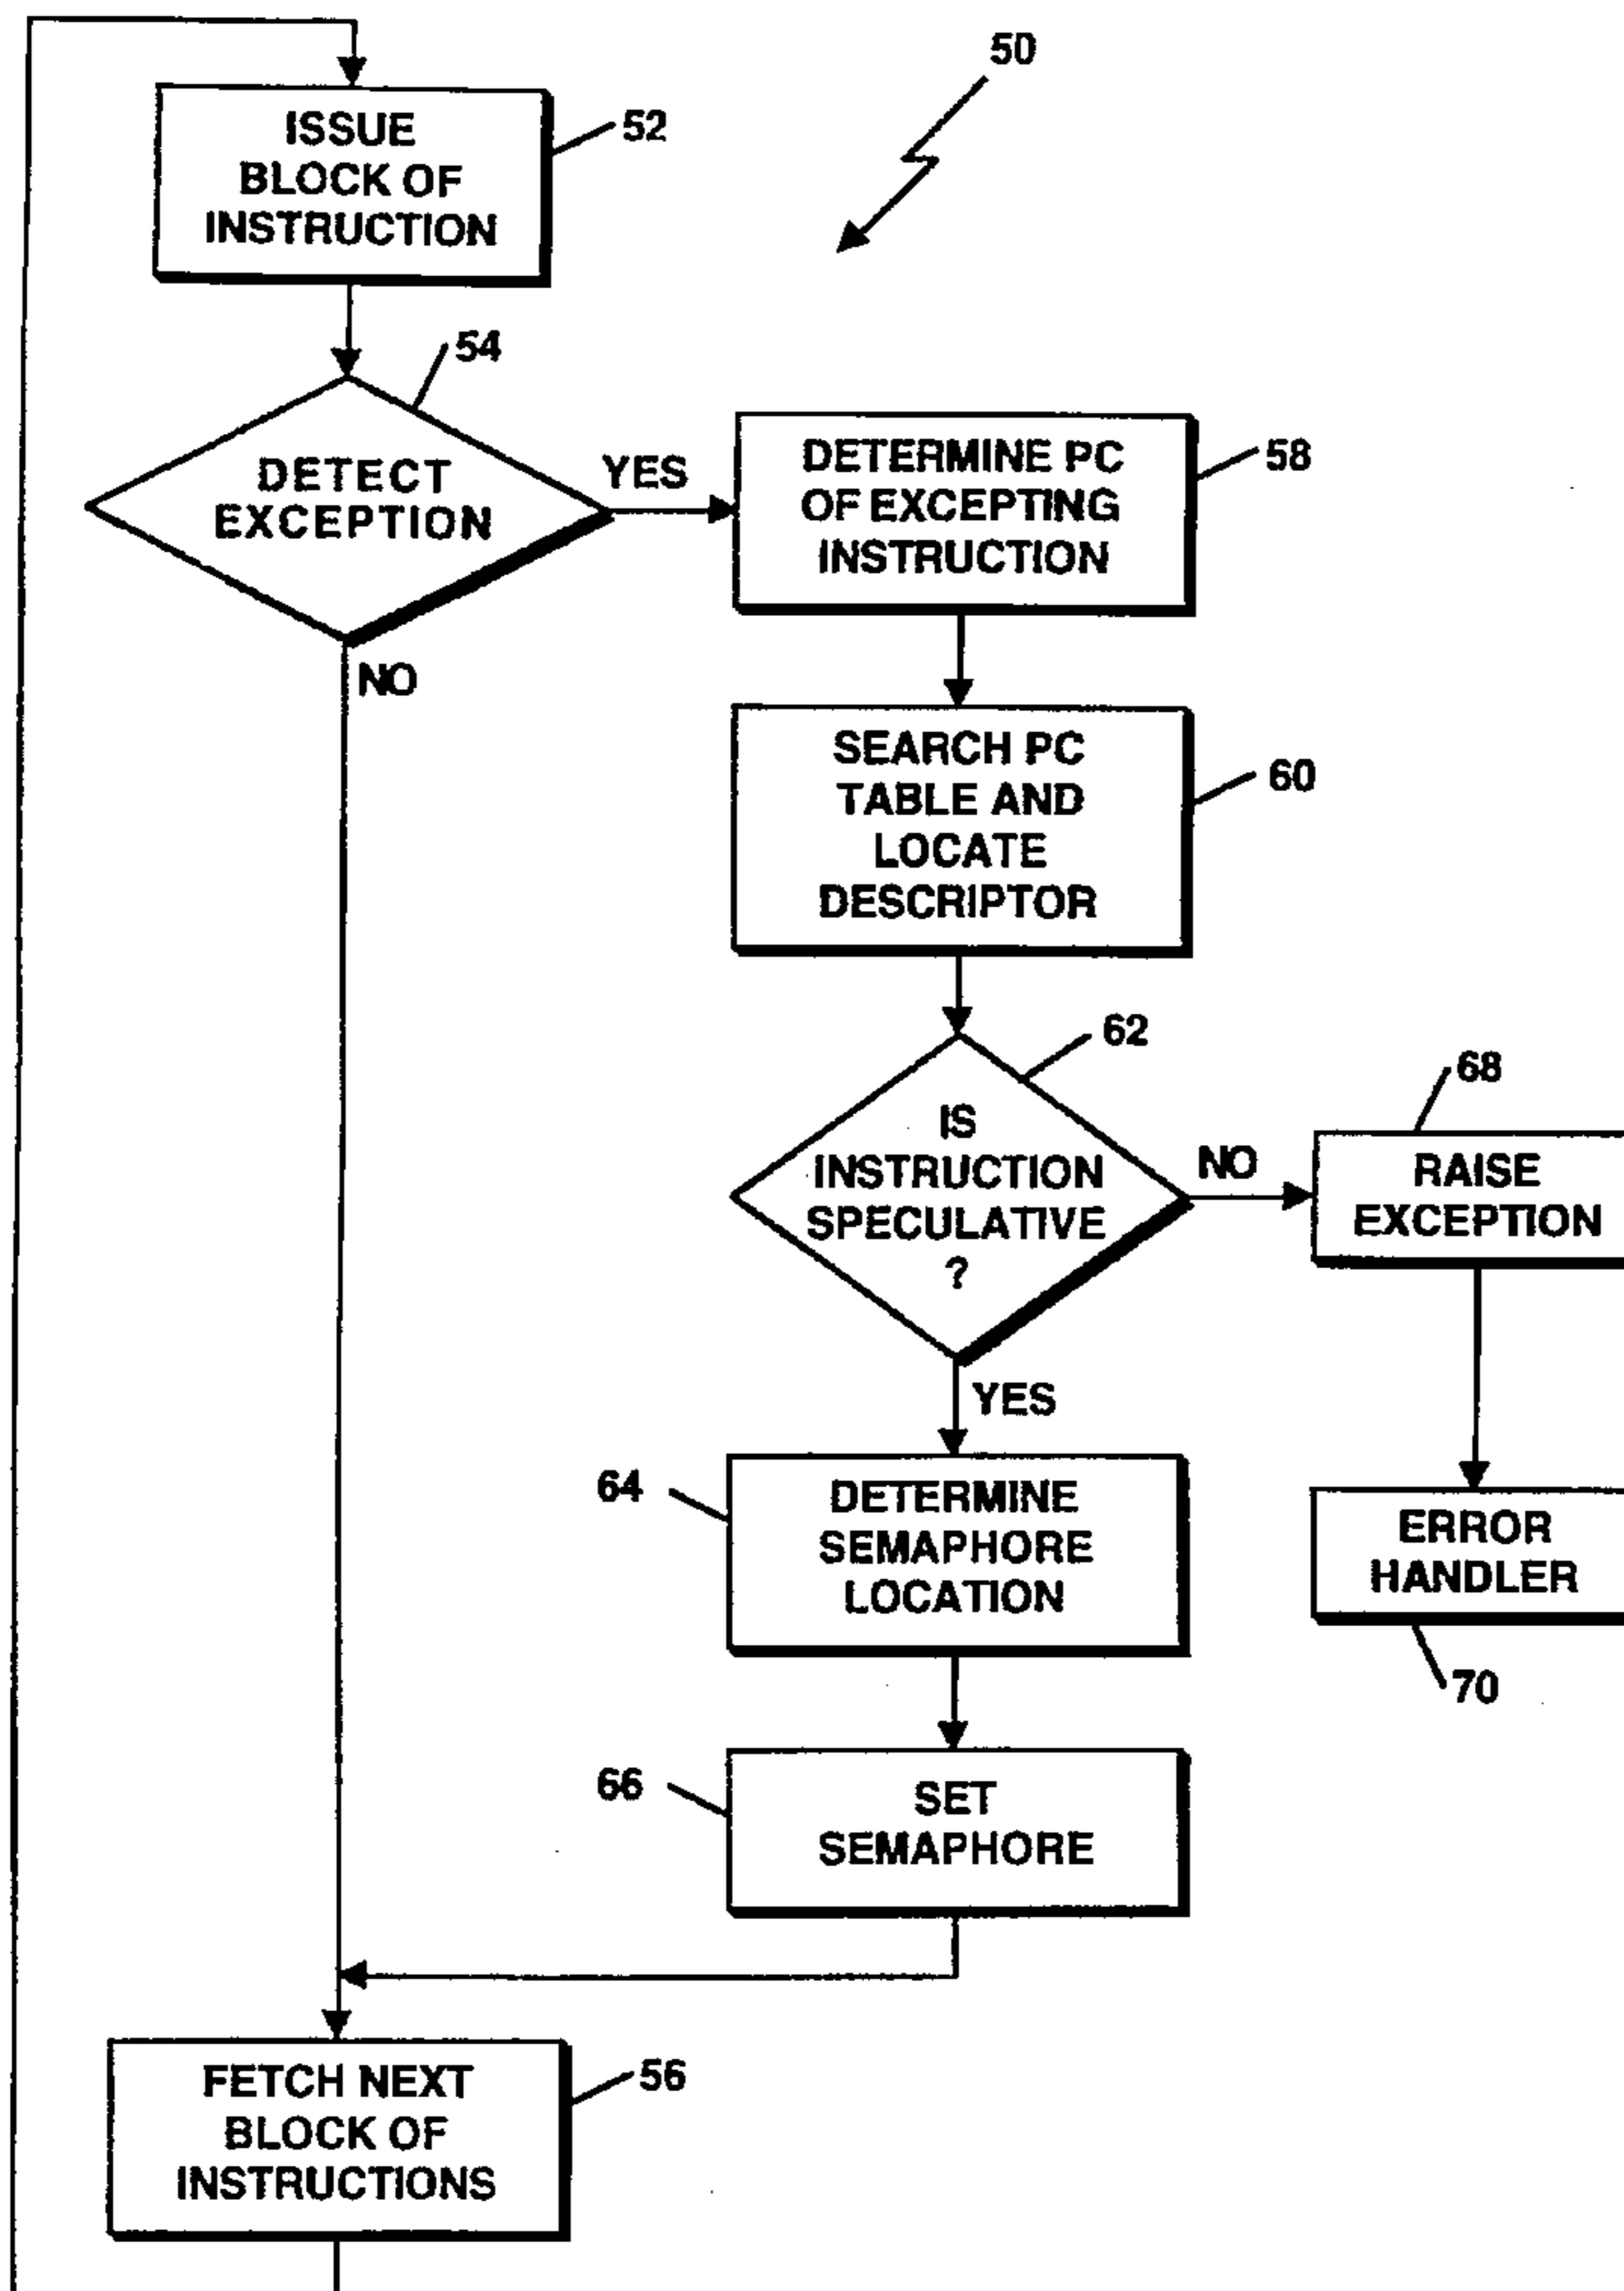 50
ISSUE
BLOCK OF
INSTRUCTION
52
54
DETECT
EXCEPTION
YES
NO
DETERMINE PC
OF EXCEPTING
INSTRUCTION
58
SEARCH PC
TABLE AND
LOCATE
DESCRIPTOR
60
62
IS
INSTRUCTION
SPECULATIVE
?
NO
YES
68
RAISE
EXCEPTION
ERROR
HANDLER
70
64
DETERMINE
SEMAPHORE
LOCATION
66
SET
SEMAPHORE
FETCH NEXT
BLOCK OF
INSTRUCTIONS
56